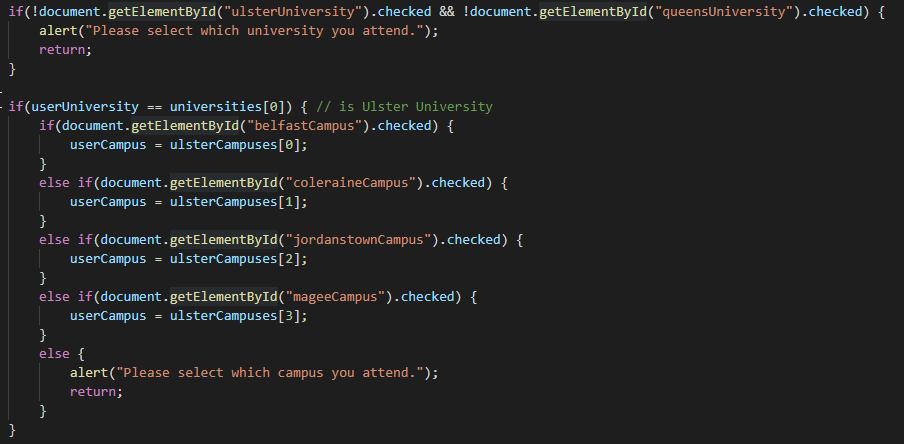 if(!document.getElementById("ulsterUniversity").checked && !document.getElementById("queensUniversity").checked) {
    alert("Please select which university you attend.");
    return;
}

if(userUniversity == universities[0]) { // is Ulster University
    if(document.getElementById("belfastCampus").checked) {
        userCampus = ulsterCampuses[0];
    }
    else if(document.getElementById("coleraineCampus").checked) {
        userCampus = ulsterCampuses[1];
    }
    else if(document.getElementById("jordanstownCampus").checked) {
        userCampus = ulsterCampuses[2];
    }
    else if(document.getElementById("mageeCampus").checked) {
        userCampus = ulsterCampuses[3];
    }
    else {
        alert("Please select which campus you attend.");
        return;
    }
}